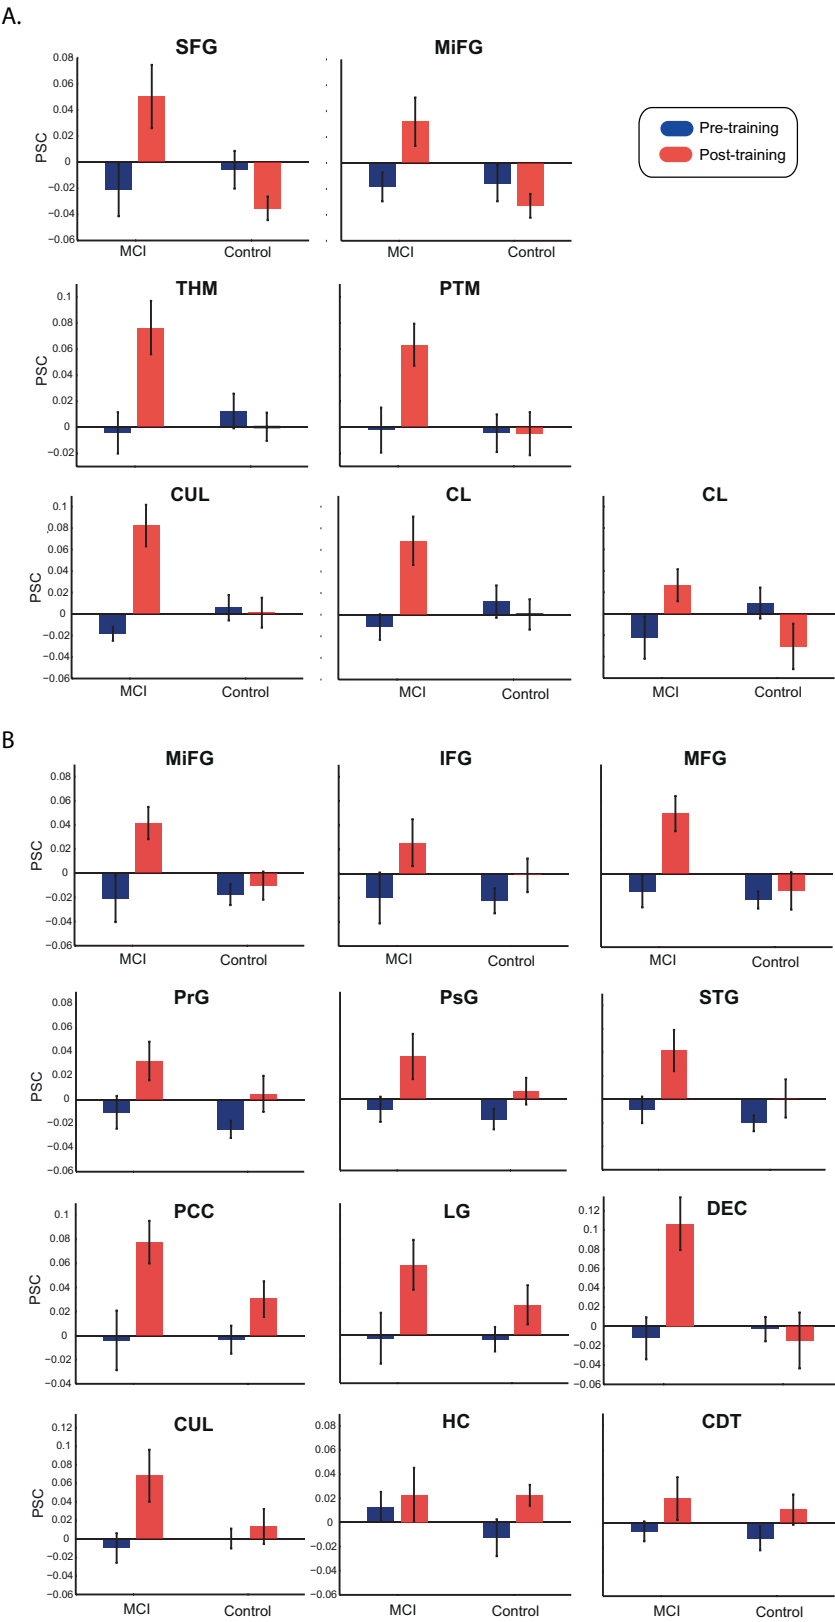 A.
SFG
MiFG
0.08
0.06
0.04
0.02
0
−0.02
−0.04
−0.06
PSC
MCI
Control
MCI
Control
Pre-training
Post-training
THM
PTM
0.1
0.08
0.06
0.04
0.02
0
−0.02
PSC
CUL
CL
CL
0.1
0.08
0.06
0.04
0.02
0
−0.02
−0.04
−0.06
PSC
MCI
Control
MCI
Control
MCI
Control
B
MiFG
IFG
MFG
0.08
0.06
0.04
0.02
0
−0.02
−0.04
−0.06
PSC
MCI
Control
MCI
Control
MCI
Control
PrG
PsG
STG
0.08
0.06
0.04
0.02
0
−0.02
−0.04
−0.06
PSC
PCC
LG
DEC
0.1
0.08
0.06
0.04
0.02
0
−0.02
−0.04
PSC
0.12
0.1
0.08
0.06
0.04
0.02
0
−0.02
−0.04
−0.06
CUL
HC
CDT
0.12
0.1
0.08
0.06
0.04
0.02
0
−0.02
−0.04
−0.06
PSC
0.08
0.06
0.04
0.02
0
−0.02
−0.04
−0.06
MCI
Control
MCI
Control
MCI
Control